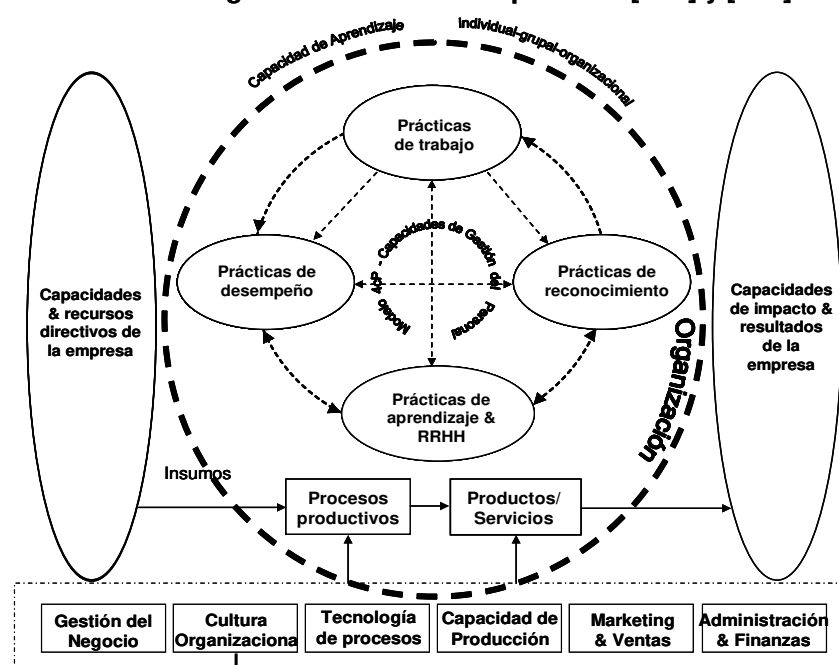 Capacidad de Aprendizaje
Individual-grupal-organizacional
Prácticas
de trabajo
Modelo 4cP - Capacidades de Gestión del Personal
Prácticas de
desempeño
Prácticas de
reconocimiento
Capacidades
& recursos
directivos de
la empresa
Capacidades
de impacto &
resultados
de la
empresa
Organización
Prácticas de
aprendizaje &
RRHH
Insumos
Procesos
productivos
Productos/
Servicios
Gestión del
Negocio
Cultura
Organizaciona
Tecnología
de procesos
Capacidad de
Producción
Marketing
& Ventas
Administración
& Finanzas